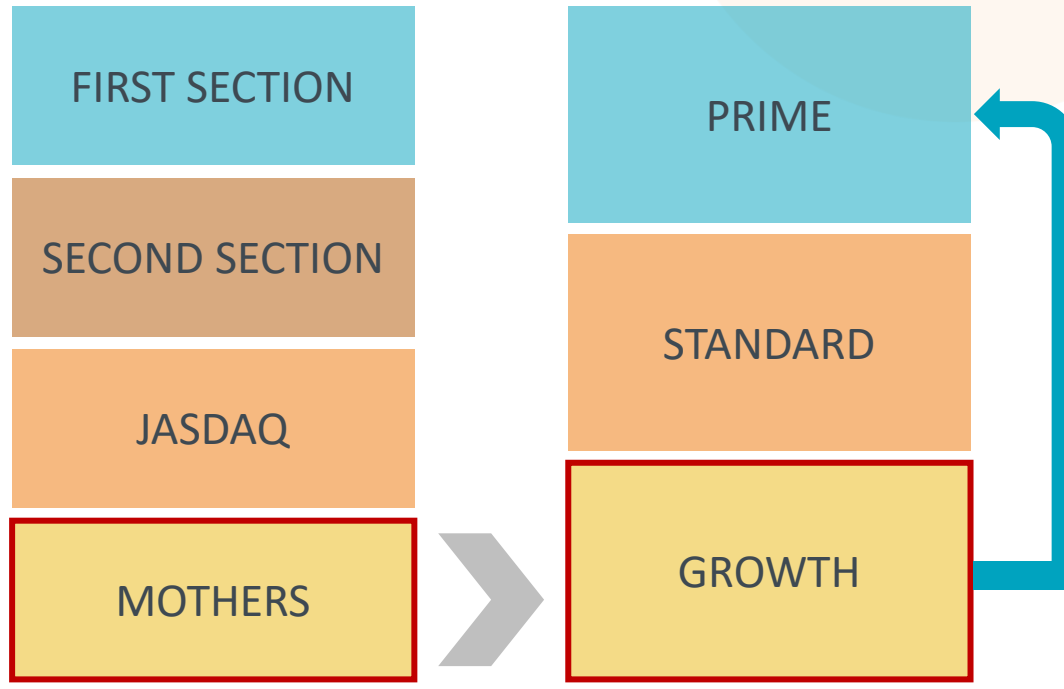 FIRST SECTION
SECOND SECTION
JASDAQ
MOTHERS
PRIME
STANDARD
GROWTH